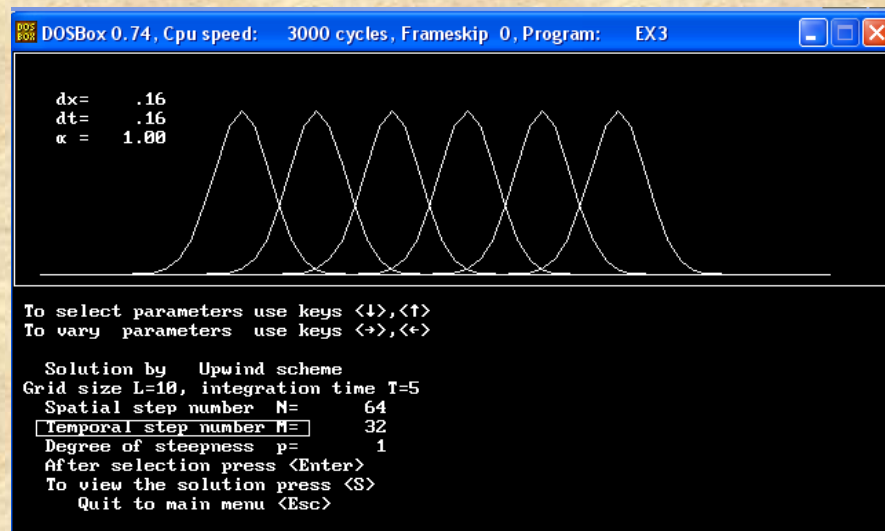 DOS BOX DOSBox 0.74, Cpu speed: 3000 cycles, Frameskip 0, Program: EX3
dx= .16
dt= .16
α = 1.00
To select parameters use keys <↓>,<↑>
To vary parameters use keys <→>,<←>
Solution by Upwind scheme
Grid size L=10, integration time T=5
Spatial step number N= 64
Temporal step number M= 32
Degree of steepness p= 1
After selection press <Enter>
To view the solution press <S>
Quit to main menu <Esc>